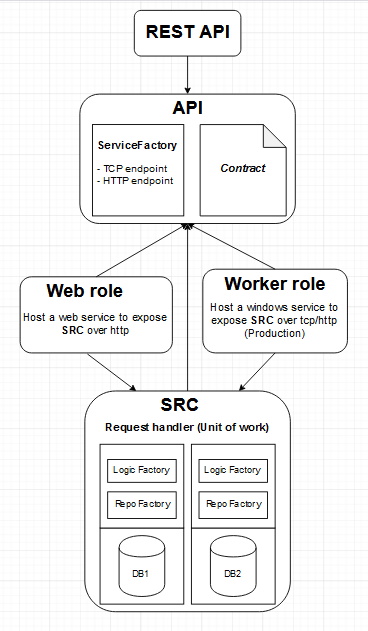 REST API
API
ServiceFactory
- TCP endpoint
- HTTP endpoint
Contract
Web role
Host a web service to expose
SRC over http
Worker role
Host a windows service to
expose SRC over tcp/http
(Production)
SRC
Request handler (Unit of work)
Logic Factory
Repo Factory
DB1
Logic Factory
Repo Factory
DB2